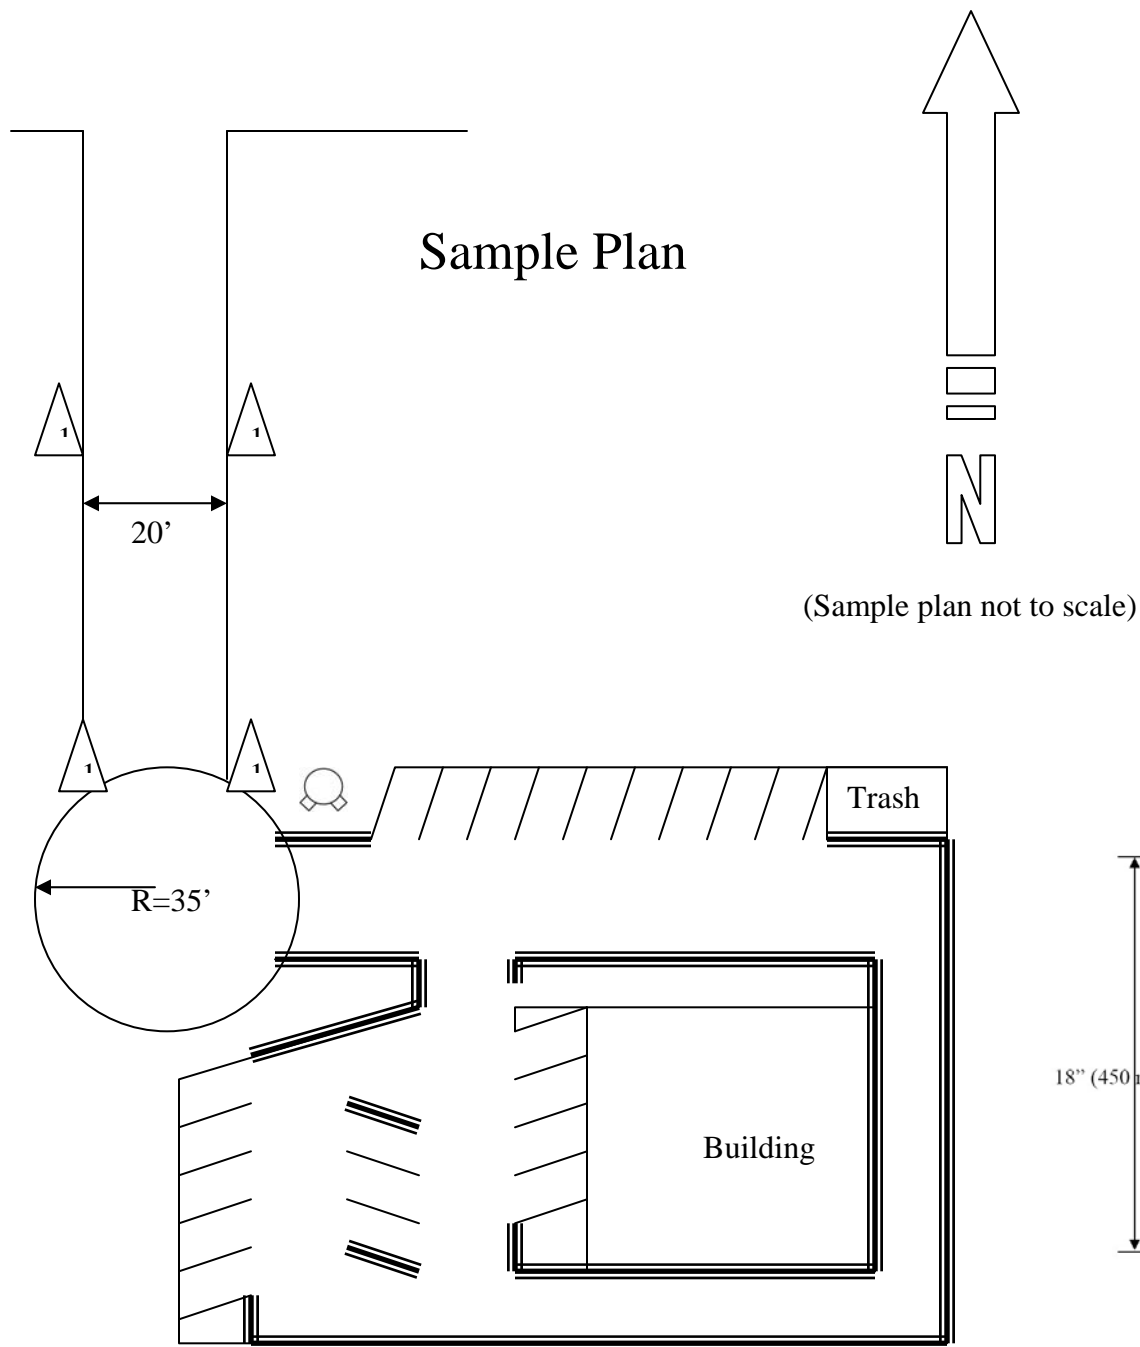 Sample Plan
1
1
20’
N
(Sample plan not to scale)
1
1
Trash
R=35’
18” (450
Building